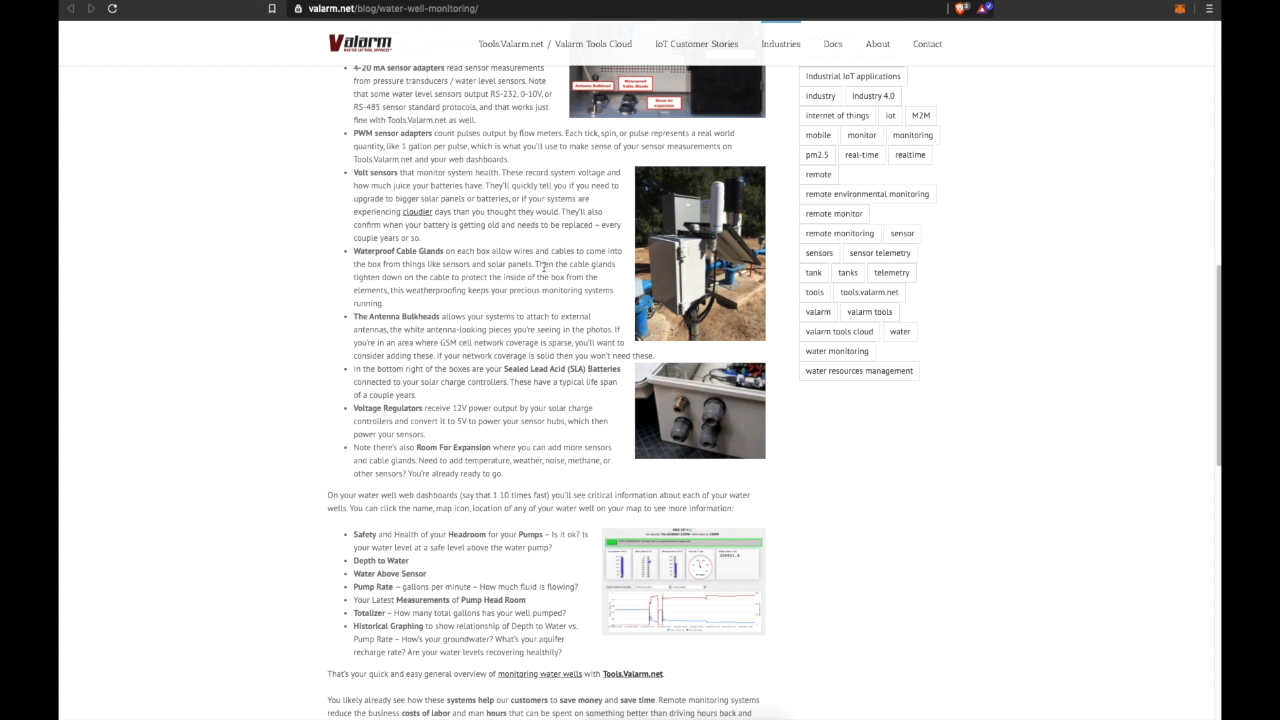 valarm.net/blog/water-well-monitoring/
Valarm
Tools.Valarm.net / Valarm Tools Cloud
IoT Customer Stories
Industries
Docs
About
Contact
4-20 mA sensor adapters read sensor measurements
from pressure transducers / water level sensors. Note
that some water level sensors output RS-232, 0-10V, or
RS-485 sensor standard protocols, and that works just
fine with Tools.Valarm.net as well.
Antenna Bulkhead
Waterproof
Cable Glands
Room for
expansion
PWM sensor adapters count pulses output by flow meters. Each tick, spin, or pulse represents a real world
quantity, like 1 gallon per pulse, which is what you'll use to make sense of your sensor measurements on
Tools.Valarm.net and your web dashboards.
Volt sensors that monitor system health. These record system voltage and
how much juice your batteries have. They'll quickly tell you if you need to
upgrade to bigger solar panels or batteries, or if your systems are
experiencing cloudier days than you thought they would. They'll also
confirm when your battery is getting old and needs to be replaced – every
couple years or so.
Waterproof Cable Glands on each box allow wires and cables to come into
the box from things like sensors and solar panels. Then the cable glands
tighten down on the cable to protect the inside of the box from the
elements, this weatherproofing keeps your precious monitoring systems
running.
The Antenna Bulkheads allows your systems to attach to external
antennas, the white antenna-looking pieces you're seeing in the photos. If
you're in an area where GSM cell network coverage is sparse, you'll want to
consider adding these. If your network coverage is solid then you won't need these.
In the bottom right of the boxes are your Sealed Lead Acid (SLA) Batteries
connected to your solar charge controllers. These have a typical life span
of a couple years.
Voltage Regulators receive 12V power output by your solar charge
controllers and convert it to 5V to power your sensor hubs, which then
power your sensors.
Note there's also Room For Expansion where you can add more sensors
and cable glands. Need to add temperature, weather, noise, methane, or
other sensors? You're already ready to go.
On your water well web dashboards (say that 1 10 times fast) you'll see critical information about each of your water
wells. You can click the name, map icon, location of any of your water well on your map to see more information:
Safety and Health of your Headroom for your Pumps – Is it ok? Is
your water level at a safe level above the water pump?
Depth to Water
Water Above Sensor
Pump Rate – gallons per minute – How much fluid is flowing?
Your Latest Measurements of Pump Head Room
Totalizer – How many total gallons has your well pumped?
Historical Graphing to show relationship of Depth to Water vs.
Pump Rate – How's your groundwater? What's your aquifer
recharge rate? Are your water levels recovering healthily?
That's your quick and easy general overview of monitoring water wells with Tools.Valarm.net.
You likely already see how these systems help our customers to save money and save time. Remote monitoring systems
reduce the business costs of labor and man hours that can be spent on something better than driving hours back and
Industrial IoT applications
industry
Industry 4.0
internet of things
iot
M2M
mobile
monitor
monitoring
pm2.5
real-time
realtime
remote
remote environmental monitoring
remote monitor
remote monitoring
sensor
sensors
sensor telemetry
tank
tanks
telemetry
tools
tools.valarm.net
valarm
valarm tools
valarm tools cloud
water
water monitoring
water resources management